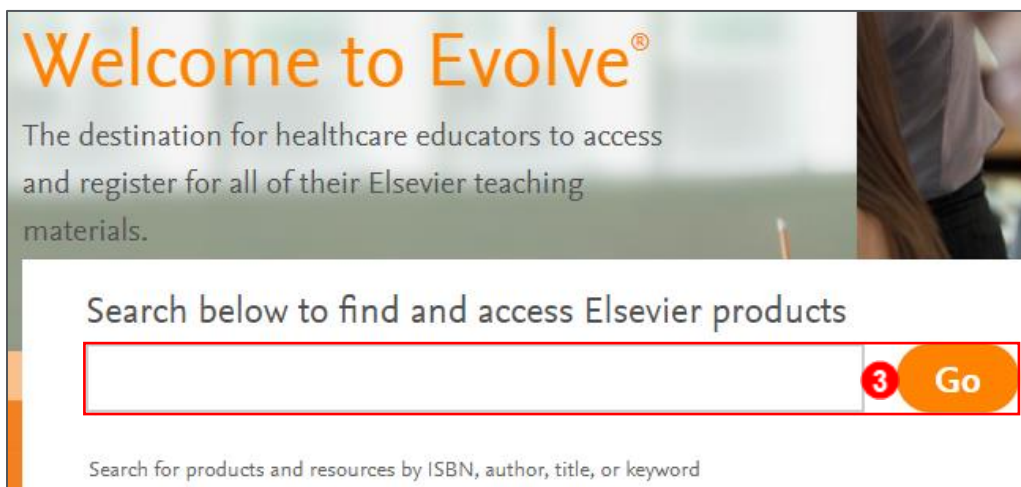 Welcome to Evolve®
The destination for healthcare educators to access
and register for all of their Elsevier teaching
materials.
Search below to find and access Elsevier products
3 Go
Search for products and resources by ISBN, author, title, or keyword